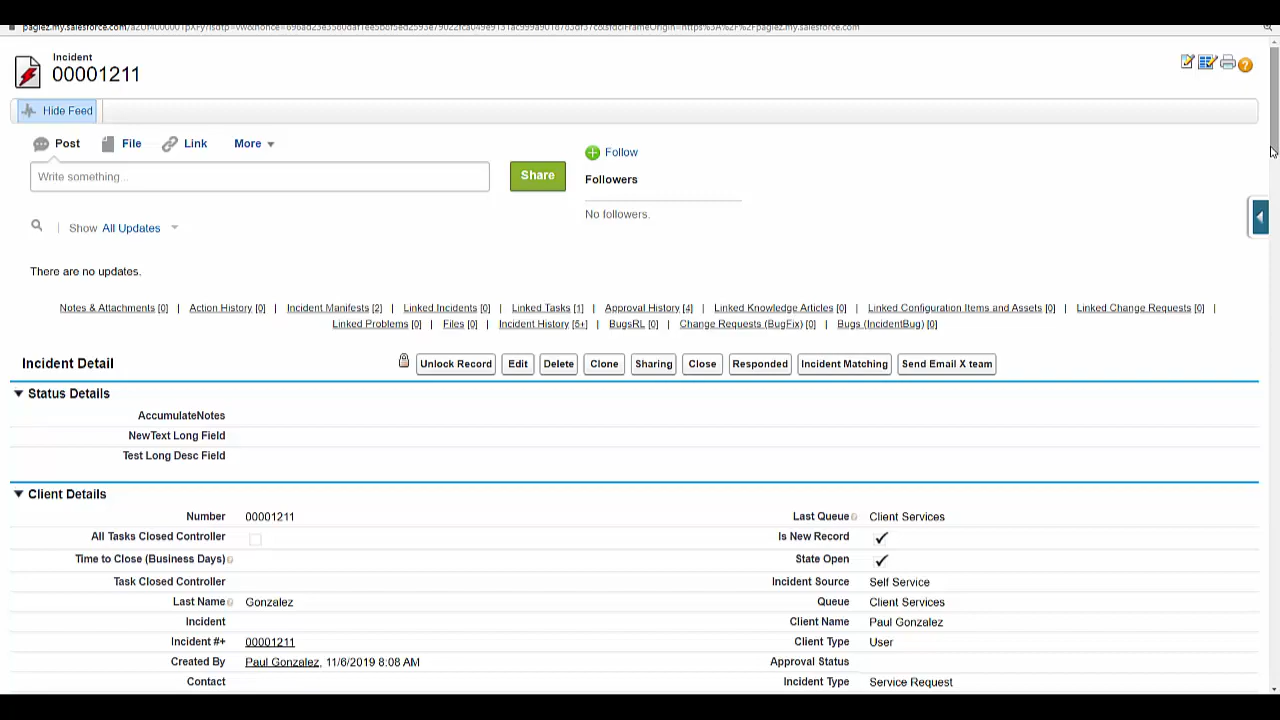 Incident
00001211
Hide Feed
Post File Link More
Write something...
Share
Follow
Followers
No followers.
Show All Updates
There are no updates.
Notes & Attachments [0] | Action History [0] | Incident Manifests [2] | Linked Incidents [0] | Linked Tasks [1] | Approval History [4] | Linked Knowledge Articles [0] | Linked Configuration Items and Assets [0] | Linked Change Requests [0] |
Linked Problems [0] | Files [0] | Incident History [5+] | BugsRL [0] | Change Requests (BugFix) [0] | Bugs (IncidentBug) [0]
Incident Detail Unlock Record Edit Delete Clone Sharing Close Responded Incident Matching Send Email X team
Status Details
AccumulateNotes
NewText Long Field
Test Long Desc Field
Client Details
Number 00001211 Last Queue Client Services
All Tasks Closed Controller Is New Record
Time to Close (Business Days) State Open
Task Closed Controller Incident Source Self Service
Last Name Gonzalez Queue Client Services
Incident Client Name Paul Gonzalez
Incident #+ 00001211 Client Type User
Created By Paul Gonzalez, 11/6/2019 8:08 AM Approval Status
Contact Incident Type Service Request